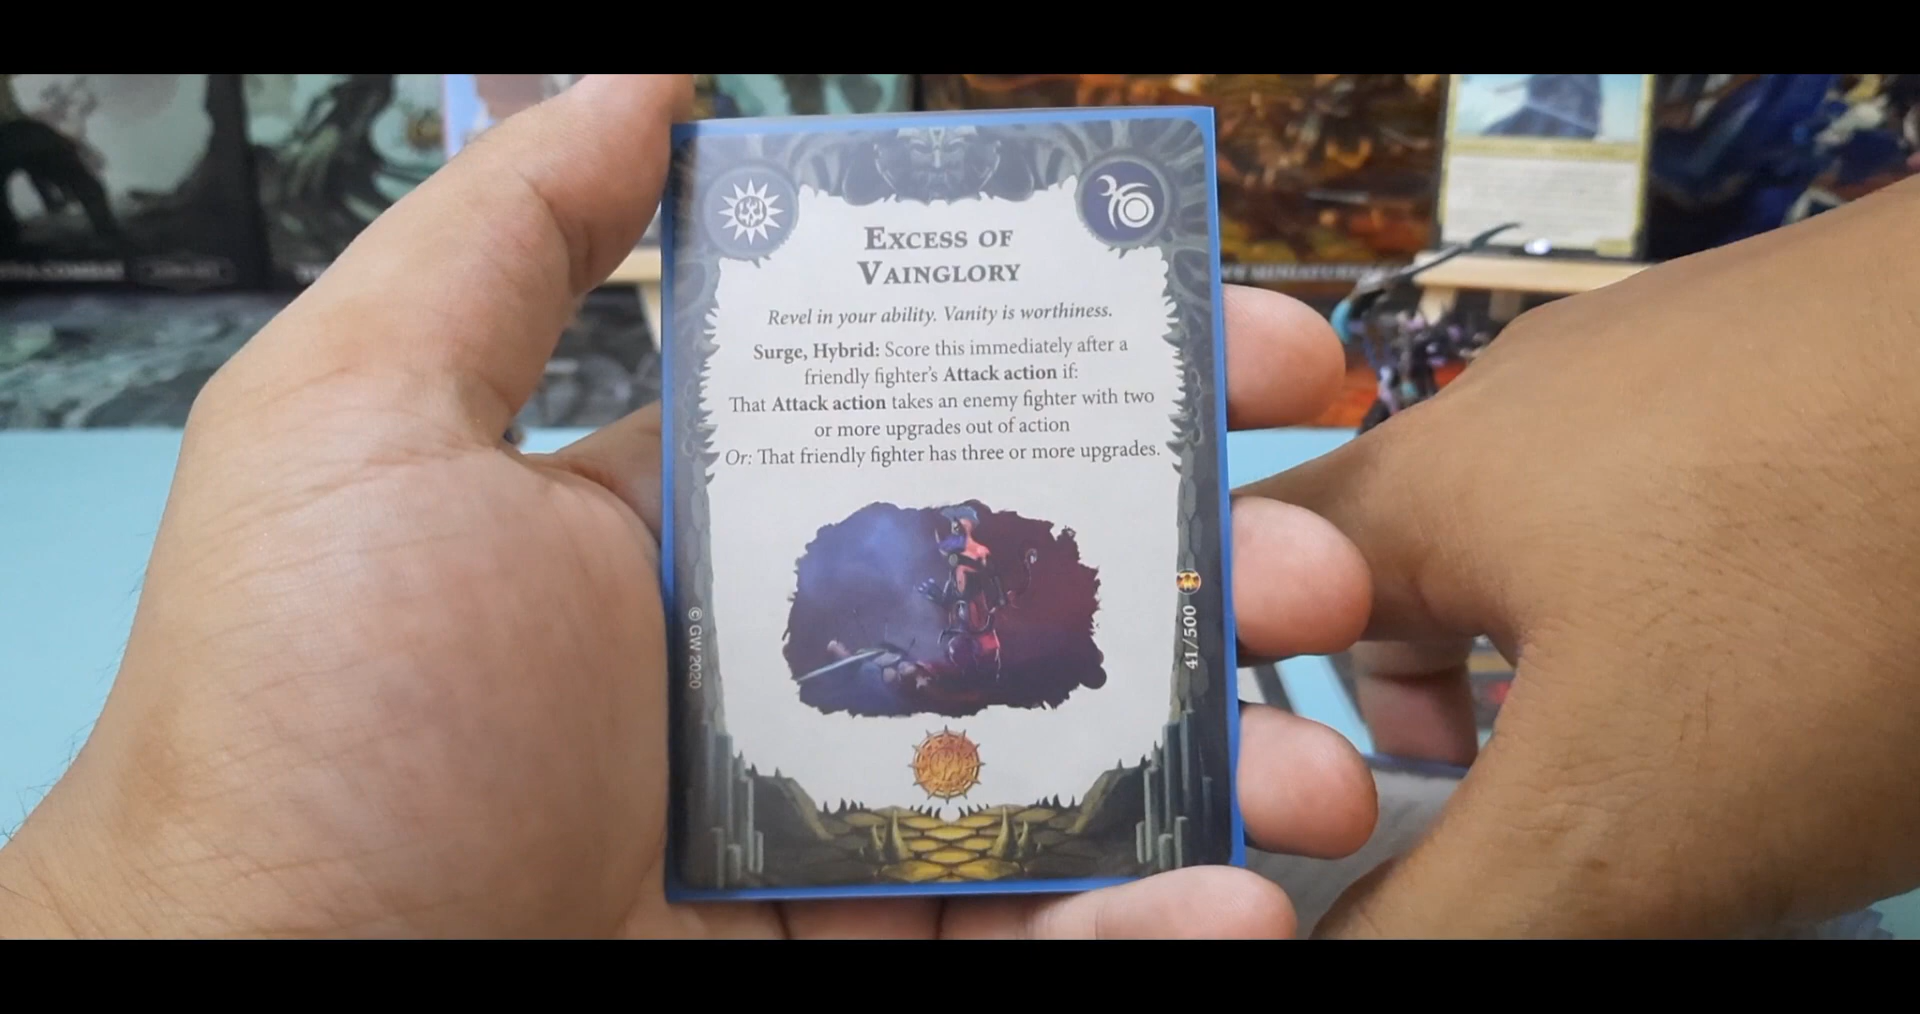 EXCESS OF
VAINGLORY
Revel in your ability. Vanity is worthiness.
Surge, Hybrid: Score this immediately after a
friendly fighter's Attack action if:
That Attack action takes an enemy fighter with two
or more upgrades out of action
Or: That friendly fighter has three or more upgrades.
© GW 2020
41/500